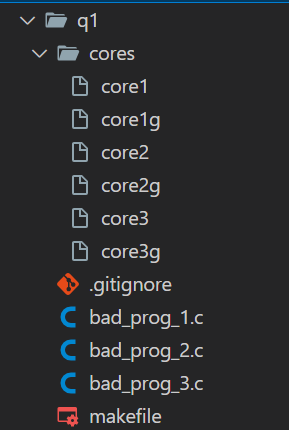 q1
cores
core1
core1g
core2
core2g
core3
core3g
.gitignore
bad_prog_1.c
bad_prog_2.c
bad_prog_3.c
makefile